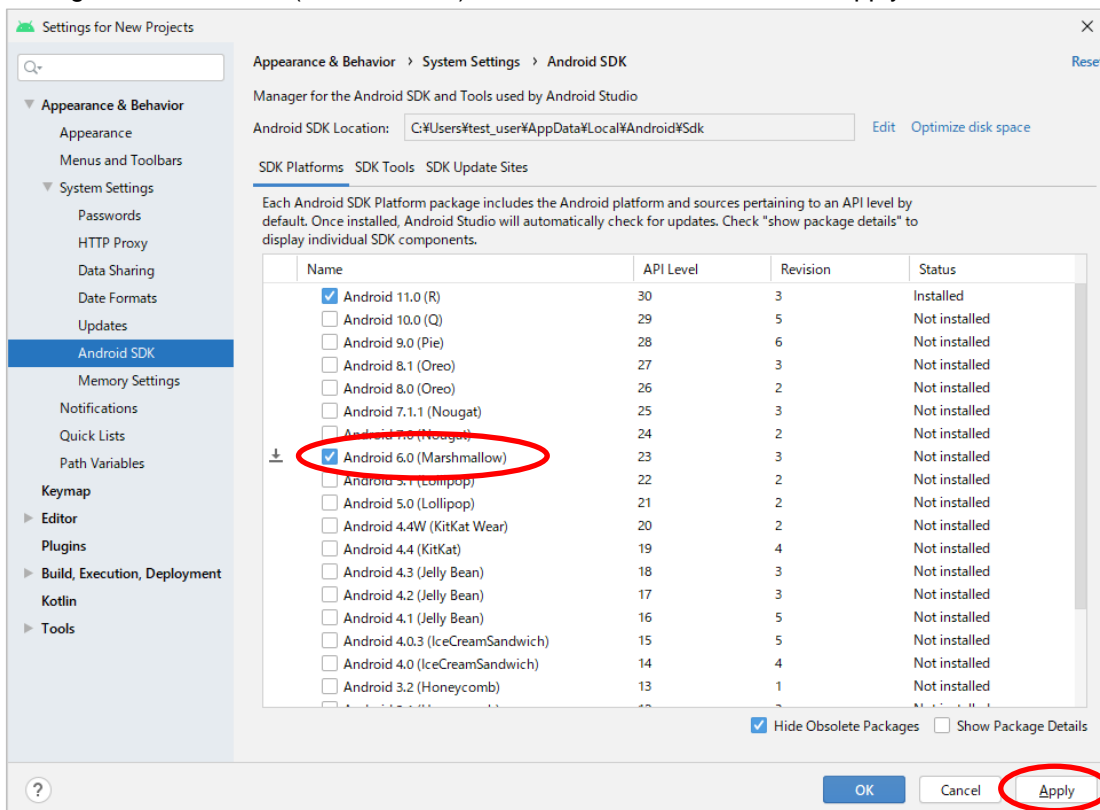 Settings for New Projects
Appearance & Behavior
Appearance
Menus and Toolbars
System Settings
Passwords
HTTP Proxy
Data Sharing
Date Formats
Updates
Android SDK
Memory Settings
Notifications
Quick Lists
Path Variables
Keymap
Editor
Plugins
Build, Execution, Deployment
Kotlin
Tools
Appearance & Behavior > System Settings > Android SDK
Manager for the Android SDK and Tools used by Android Studio
Android SDK Location: C:¥Users¥test_user¥AppData¥Local¥Android¥Sdk Edit Optimize disk space
SDK Platforms SDK Tools SDK Update Sites
Each Android SDK Platform package includes the Android platform and sources pertaining to an API level by
default. Once installed, Android Studio will automatically check for updates. Check "show package details" to
display individual SDK components.
Name API Level Revision Status
Android 11.0 (R) 30 3 Installed
Android 10.0 (Q) 29 5 Not installed
Android 9.0 (Pie) 28 6 Not installed
Android 8.1 (Oreo) 27 3 Not installed
Android 8.0 (Oreo) 26 2 Not installed
Android 7.1.1 (Nougat) 25 3 Not installed
Android 7.0 (Nougat) 24 2 Not installed
Android 6.0 (Marshmallow) 23 3 Not installed
Android 5.1 (Lollipop) 22 2 Not installed
Android 5.0 (Lollipop) 21 2 Not installed
Android 4.4W (KitKat Wear) 20 2 Not installed
Android 4.4 (KitKat) 19 4 Not installed
Android 4.3 (Jelly Bean) 18 3 Not installed
Android 4.2 (Jelly Bean) 17 3 Not installed
Android 4.1 (Jelly Bean) 16 5 Not installed
Android 4.0.3 (IceCreamSandwich) 15 5 Not installed
Android 4.0 (IceCreamSandwich) 14 4 Not installed
Android 3.2 (Honeycomb) 13 1 Not installed
Hide Obsolete Packages Show Package Details
? OK Cancel Apply